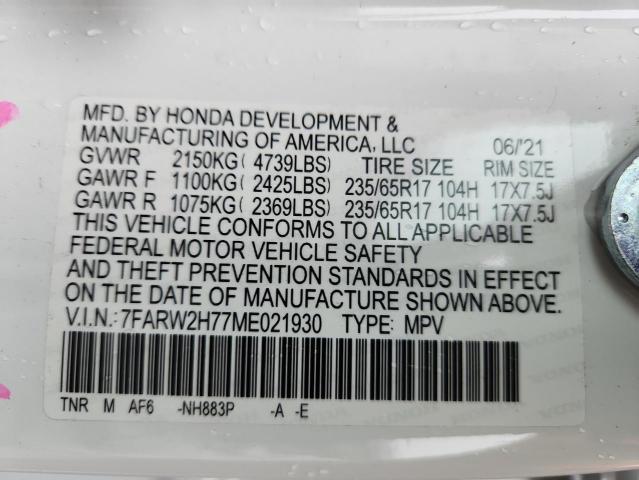 MFD. BY HONDA DEVELOPMENT &
MANUFACTURING OF AMERICA, LLC 06/'21
GVWR 2150KG( 4739LBS) TIRE SIZE RIM SIZE
GAWR F 1100KG( 2425LBS) 235/65R17 104H 17X7.5J
GAWR R 1075KG( 2369LBS) 235/65R17 104H 17X7.5J
THIS VEHICLE CONFORMS TO ALL APPLICABLE
FEDERAL MOTOR VEHICLE SAFETY
AND THEFT PREVENTION STANDARDS IN EFFECT
ON THE DATE OF MANUFACTURE SHOWN ABOVE.
V.I.N.:7FARW2H77ME021930 TYPE: MPV
TNR M AF6 -NH883P -A -E